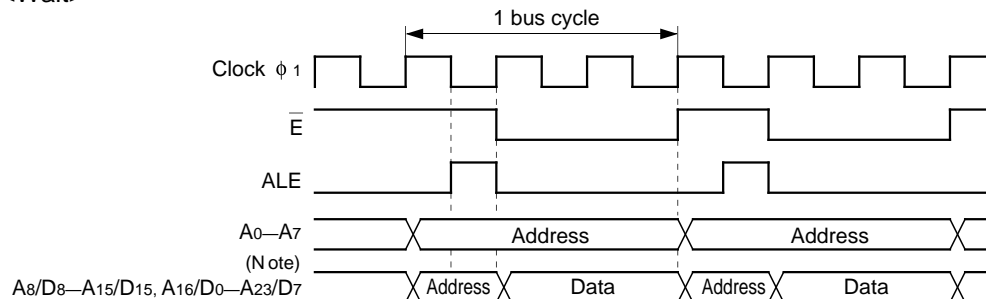 <Wait>
1 bus cycle
Clock ϕ 1
E
ALE
A0—A7
Address
Address
(N ote)
A8/D8—A15/D15, A16/D0—A23/D7
Address
Data
Address
Data